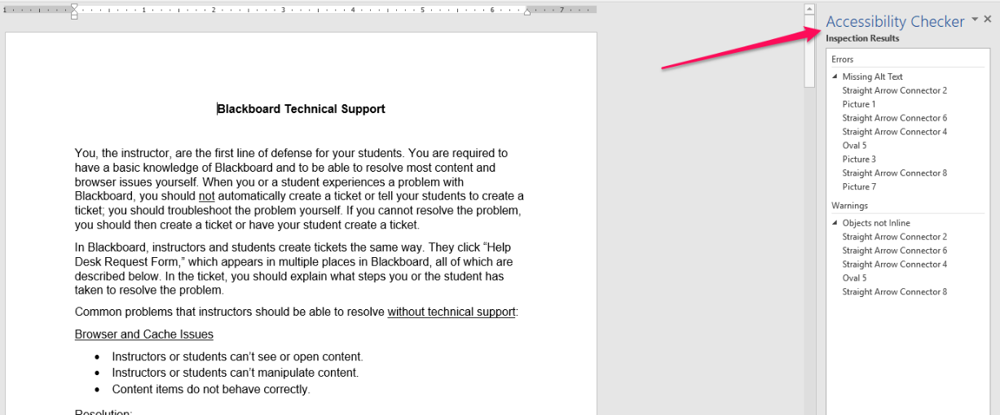 1 1 2 3 4 5 6 7
Accessibility Checker
Inspection Results
Errors
Missing Alt Text
Straight Arrow Connector 2
Picture 1
Straight Arrow Connector 6
Straight Arrow Connector 4
Oval 5
Picture 3
Straight Arrow Connector 8
Picture 7
Warnings
Objects not Inline
Straight Arrow Connector 2
Straight Arrow Connector 6
Straight Arrow Connector 4
Oval 5
Straight Arrow Connector 8
Blackboard Technical Support
You, the instructor, are the first line of defense for your students. You are required to
have a basic knowledge of Blackboard and to be able to resolve most content and
browser issues yourself. When you or a student experiences a problem with
Blackboard, you should not automatically create a ticket or tell your students to create a
ticket; you should troubleshoot the problem yourself. If you cannot resolve the problem,
you should then create a ticket or have your student create a ticket.
In Blackboard, instructors and students create tickets the same way. They click “Help
Desk Request Form,” which appears in multiple places in Blackboard, all of which are
described below. In the ticket, you should explain what steps you or the student has
taken to resolve the problem.
Common problems that instructors should be able to resolve without technical support:
Browser and Cache Issues
• Instructors or students can’t see or open content.
• Instructors or students can’t manipulate content.
• Content items do not behave correctly.
Resolution: